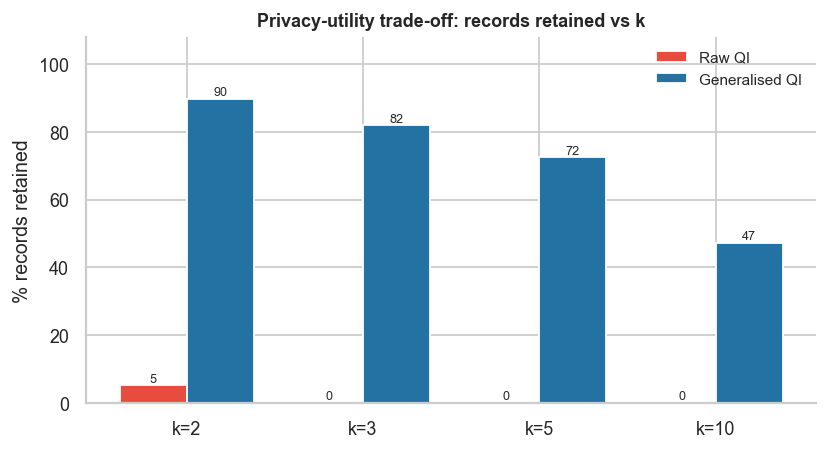 Privacy-utility trade-off: records retained vs k
Raw QI
Generalised QI
% records retained
100
80
60
40
20
0
5
90
0
82
0
72
0
47
k=2
k=3
k=5
k=10